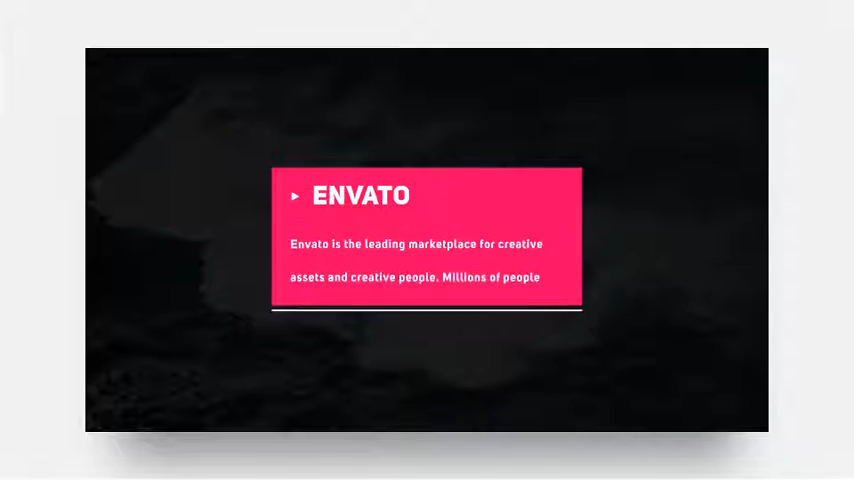 ENVATO
Envato is the leading marketplace for creative
assets and creative people. Millions of people